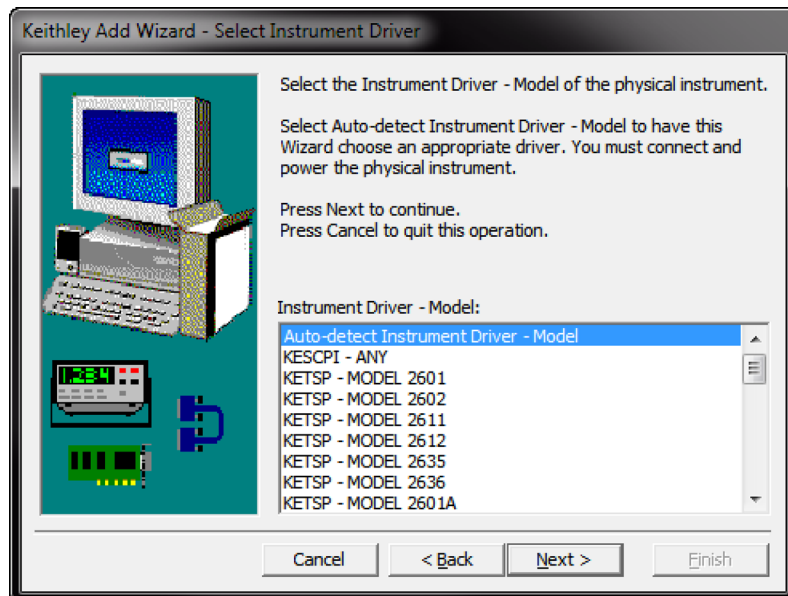 Keithley Add Wizard - Select Instrument Driver
Select the Instrument Driver - Model of the physical instrument.
Select Auto-detect Instrument Driver - Model to have this
Wizard choose an appropriate driver. You must connect and
power the physical instrument.
Press Next to continue.
Press Cancel to quit this operation.
Instrument Driver - Model:
Auto-detect Instrument Driver - Model
KESCPI - ANY
KETSP - MODEL 2601
KETSP - MODEL 2602
KETSP - MODEL 2611
KETSP - MODEL 2612
KETSP - MODEL 2635
KETSP - MODEL 2636
KETSP - MODEL 2601A
1.234
Cancel
< Back
Next >
Finish